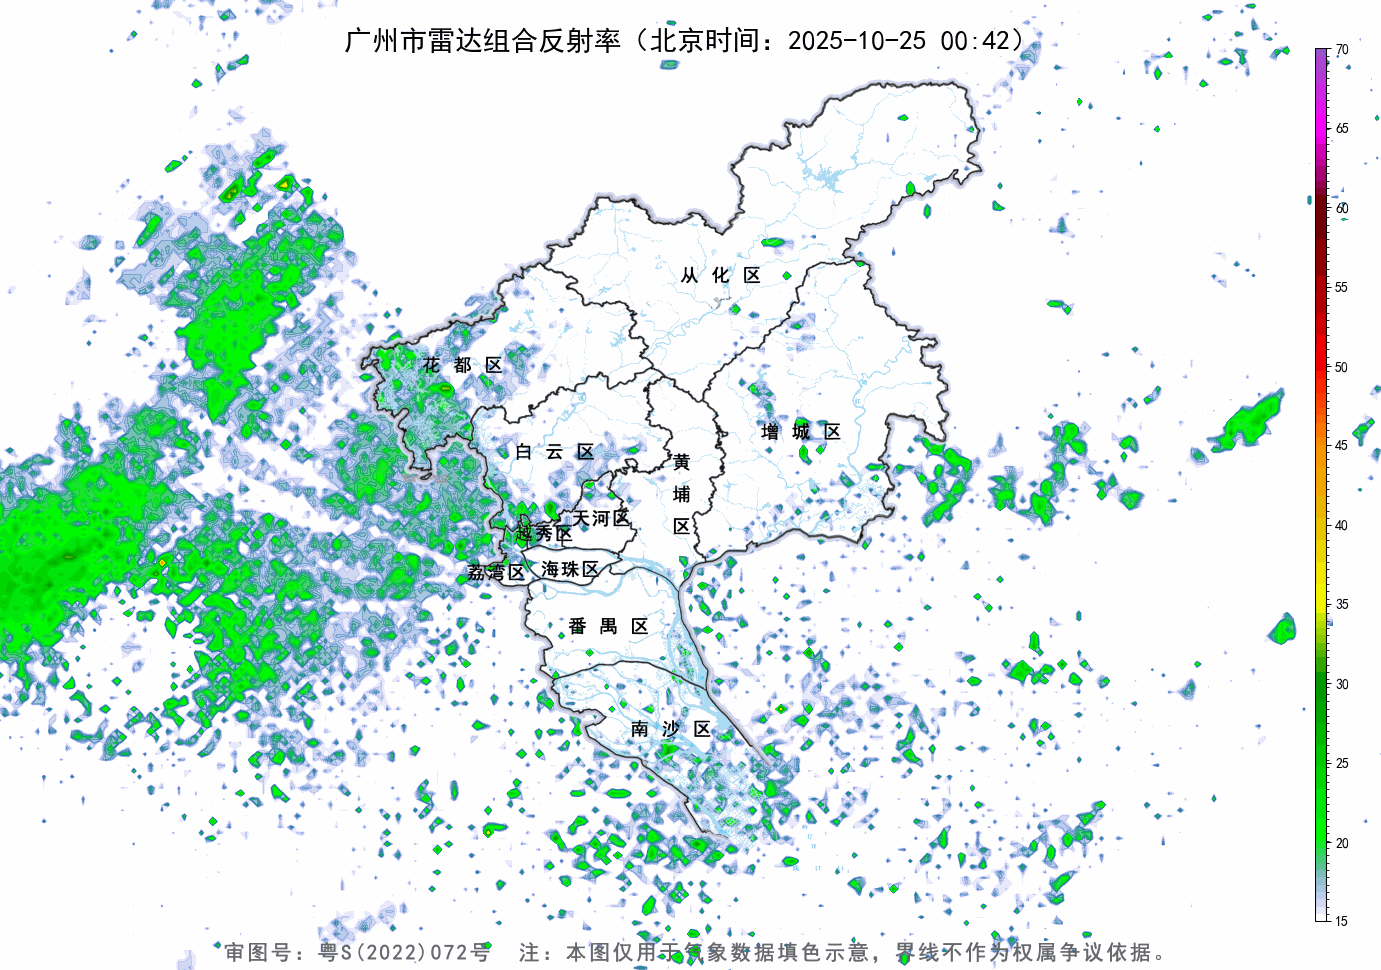 广州市雷达组合反射率（北京时间：2025-10-25 00:42）
70
65
60
55
50
45
40
35
30
25
20
15
从化区
花都区
增城区
白云区
黄埔区
天河区
越秀区
荔湾区
海珠区
番禺区
南沙区
审图号：粤S(2022)072号 注：本图仅用于气象数据填色示意，界线不作为权属争议依据。